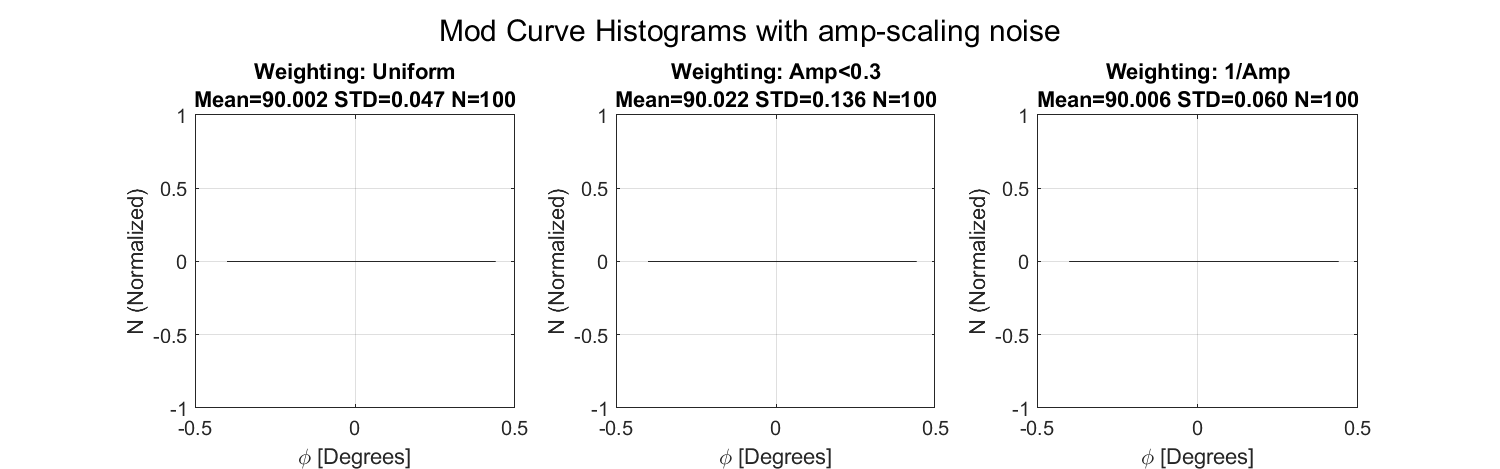 Mod Curve Histograms with amp-scaling noise
Weighting: Uniform
Mean=90.002 STD=0.047 N=100
1
0.5
0
-0.5
-1
N (Normalized)
-0.5 0 0.5
ϕ [Degrees]
Weighting: Amp<0.3
Mean=90.022 STD=0.136 N=100
1
0.5
0
-0.5
-1
N (Normalized)
-0.5 0 0.5
ϕ [Degrees]
Weighting: 1/Amp
Mean=90.006 STD=0.060 N=100
1
0.5
0
-0.5
-1
N (Normalized)
-0.5 0 0.5
ϕ [Degrees]